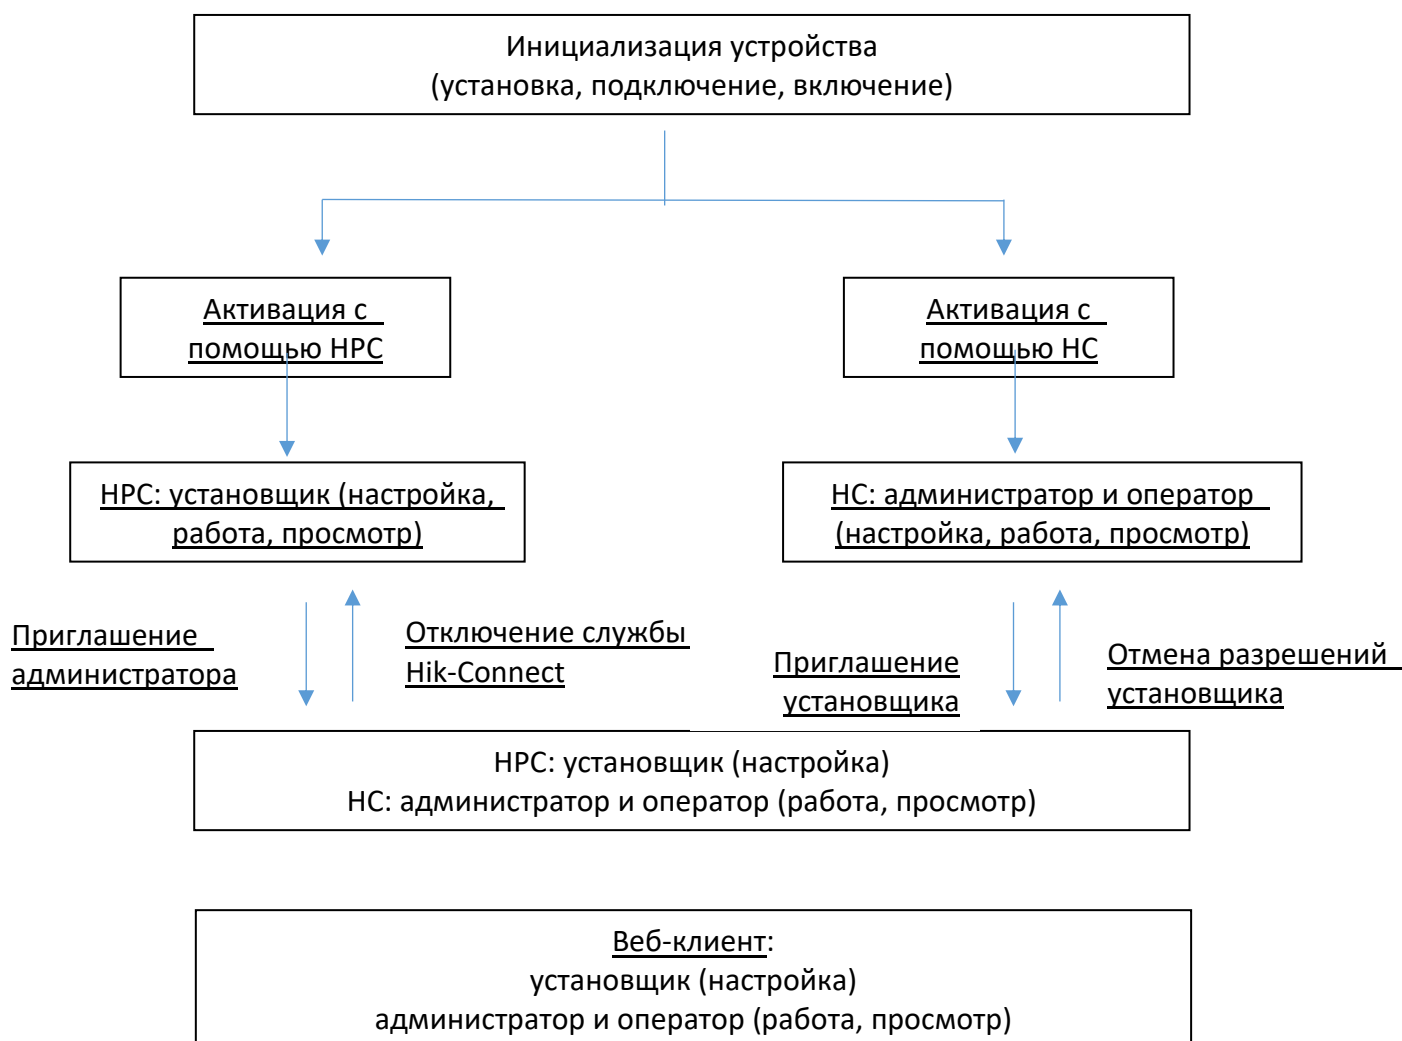 Инициализация устройства
(установка, подключение, включение)
Активация с
помощью HPC
Активация с
помощью HC
HPC: установщик (настройка,
работа, просмотр)
HC: администратор и оператор
(настройка, работа, просмотр)
Приглашение
администратора
Отключение службы
Hik-Connect
Приглашение
установщика
Отмена разрешений
установщика
HPC: установщик (настройка)
HC: администратор и оператор (работа, просмотр)
Веб-клиент:
установщик (настройка)
администратор и оператор (работа, просмотр)